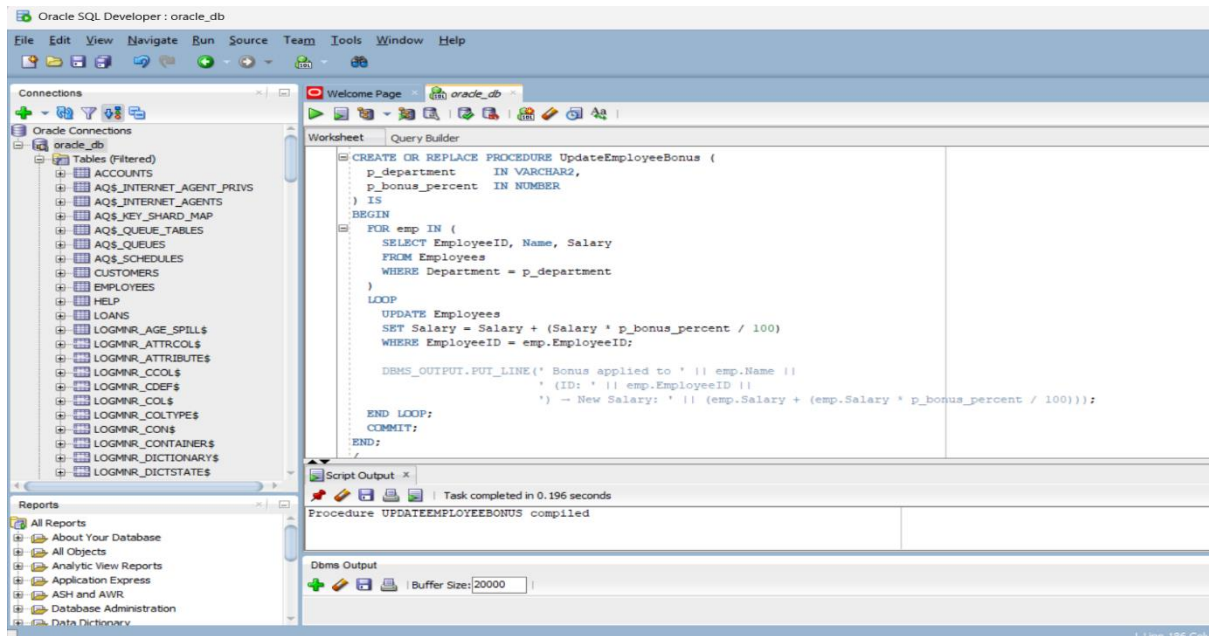 Oracle SQL Developer : oracle_db
File Edit View Navigate Run Source Team Tools Window Help
Connections
Oracle Connections
oracle_db
Tables (Filtered)
ACCOUNTS
AQ$_INTERNET_AGENT_PRIVS
AQ$_INTERNET_AGENTS
AQ$_KEY_SHARD_MAP
AQ$_QUEUE_TABLES
AQ$_QUEUES
AQ$_SCHEDULES
CUSTOMERS
EMPLOYEES
HELP
LOANS
LOGMNR_AGE_SPILL$
LOGMNR_ATTRCOL$
LOGMNR_ATTRIBUTE$
LOGMNR_CCOL$
LOGMNR_CDEF$
LOGMNR_COL$
LOGMNR_COLTYPE$
LOGMNR_CON$
LOGMNR_CONTAINER$
LOGMNR_DICTIONARY$
LOGMNR_DICTSTATE$
Reports
All Reports
About Your Database
All Objects
Analytic View Reports
Application Express
ASH and AWR
Database Administration
Data Dictionary
Welcome Page oracle_db
Worksheet Query Builder
CREATE OR REPLACE PROCEDURE UpdateEmployeeBonus (
p_department IN VARCHAR2,
p_bonus_percent IN NUMBER
) IS
BEGIN
FOR emp IN (
SELECT EmployeeID, Name, Salary
FROM Employees
WHERE Department = p_department
)
LOOP
UPDATE Employees
SET Salary = Salary + (Salary * p_bonus_percent / 100)
WHERE EmployeeID = emp.EmployeeID;
DBMS_OUTPUT.PUT_LINE(' Bonus applied to ' || emp.Name ||
' (ID: ' || emp.EmployeeID ||
') → New Salary: ' || (emp.Salary + (emp.Salary * p_bonus_percent / 100)));
END LOOP;
COMMIT;
END;
/
Script Output
Task completed in 0.196 seconds
Procedure UPDATEEMPLOYEEBONUS compiled
Dbms Output
Buffer Size: 20000